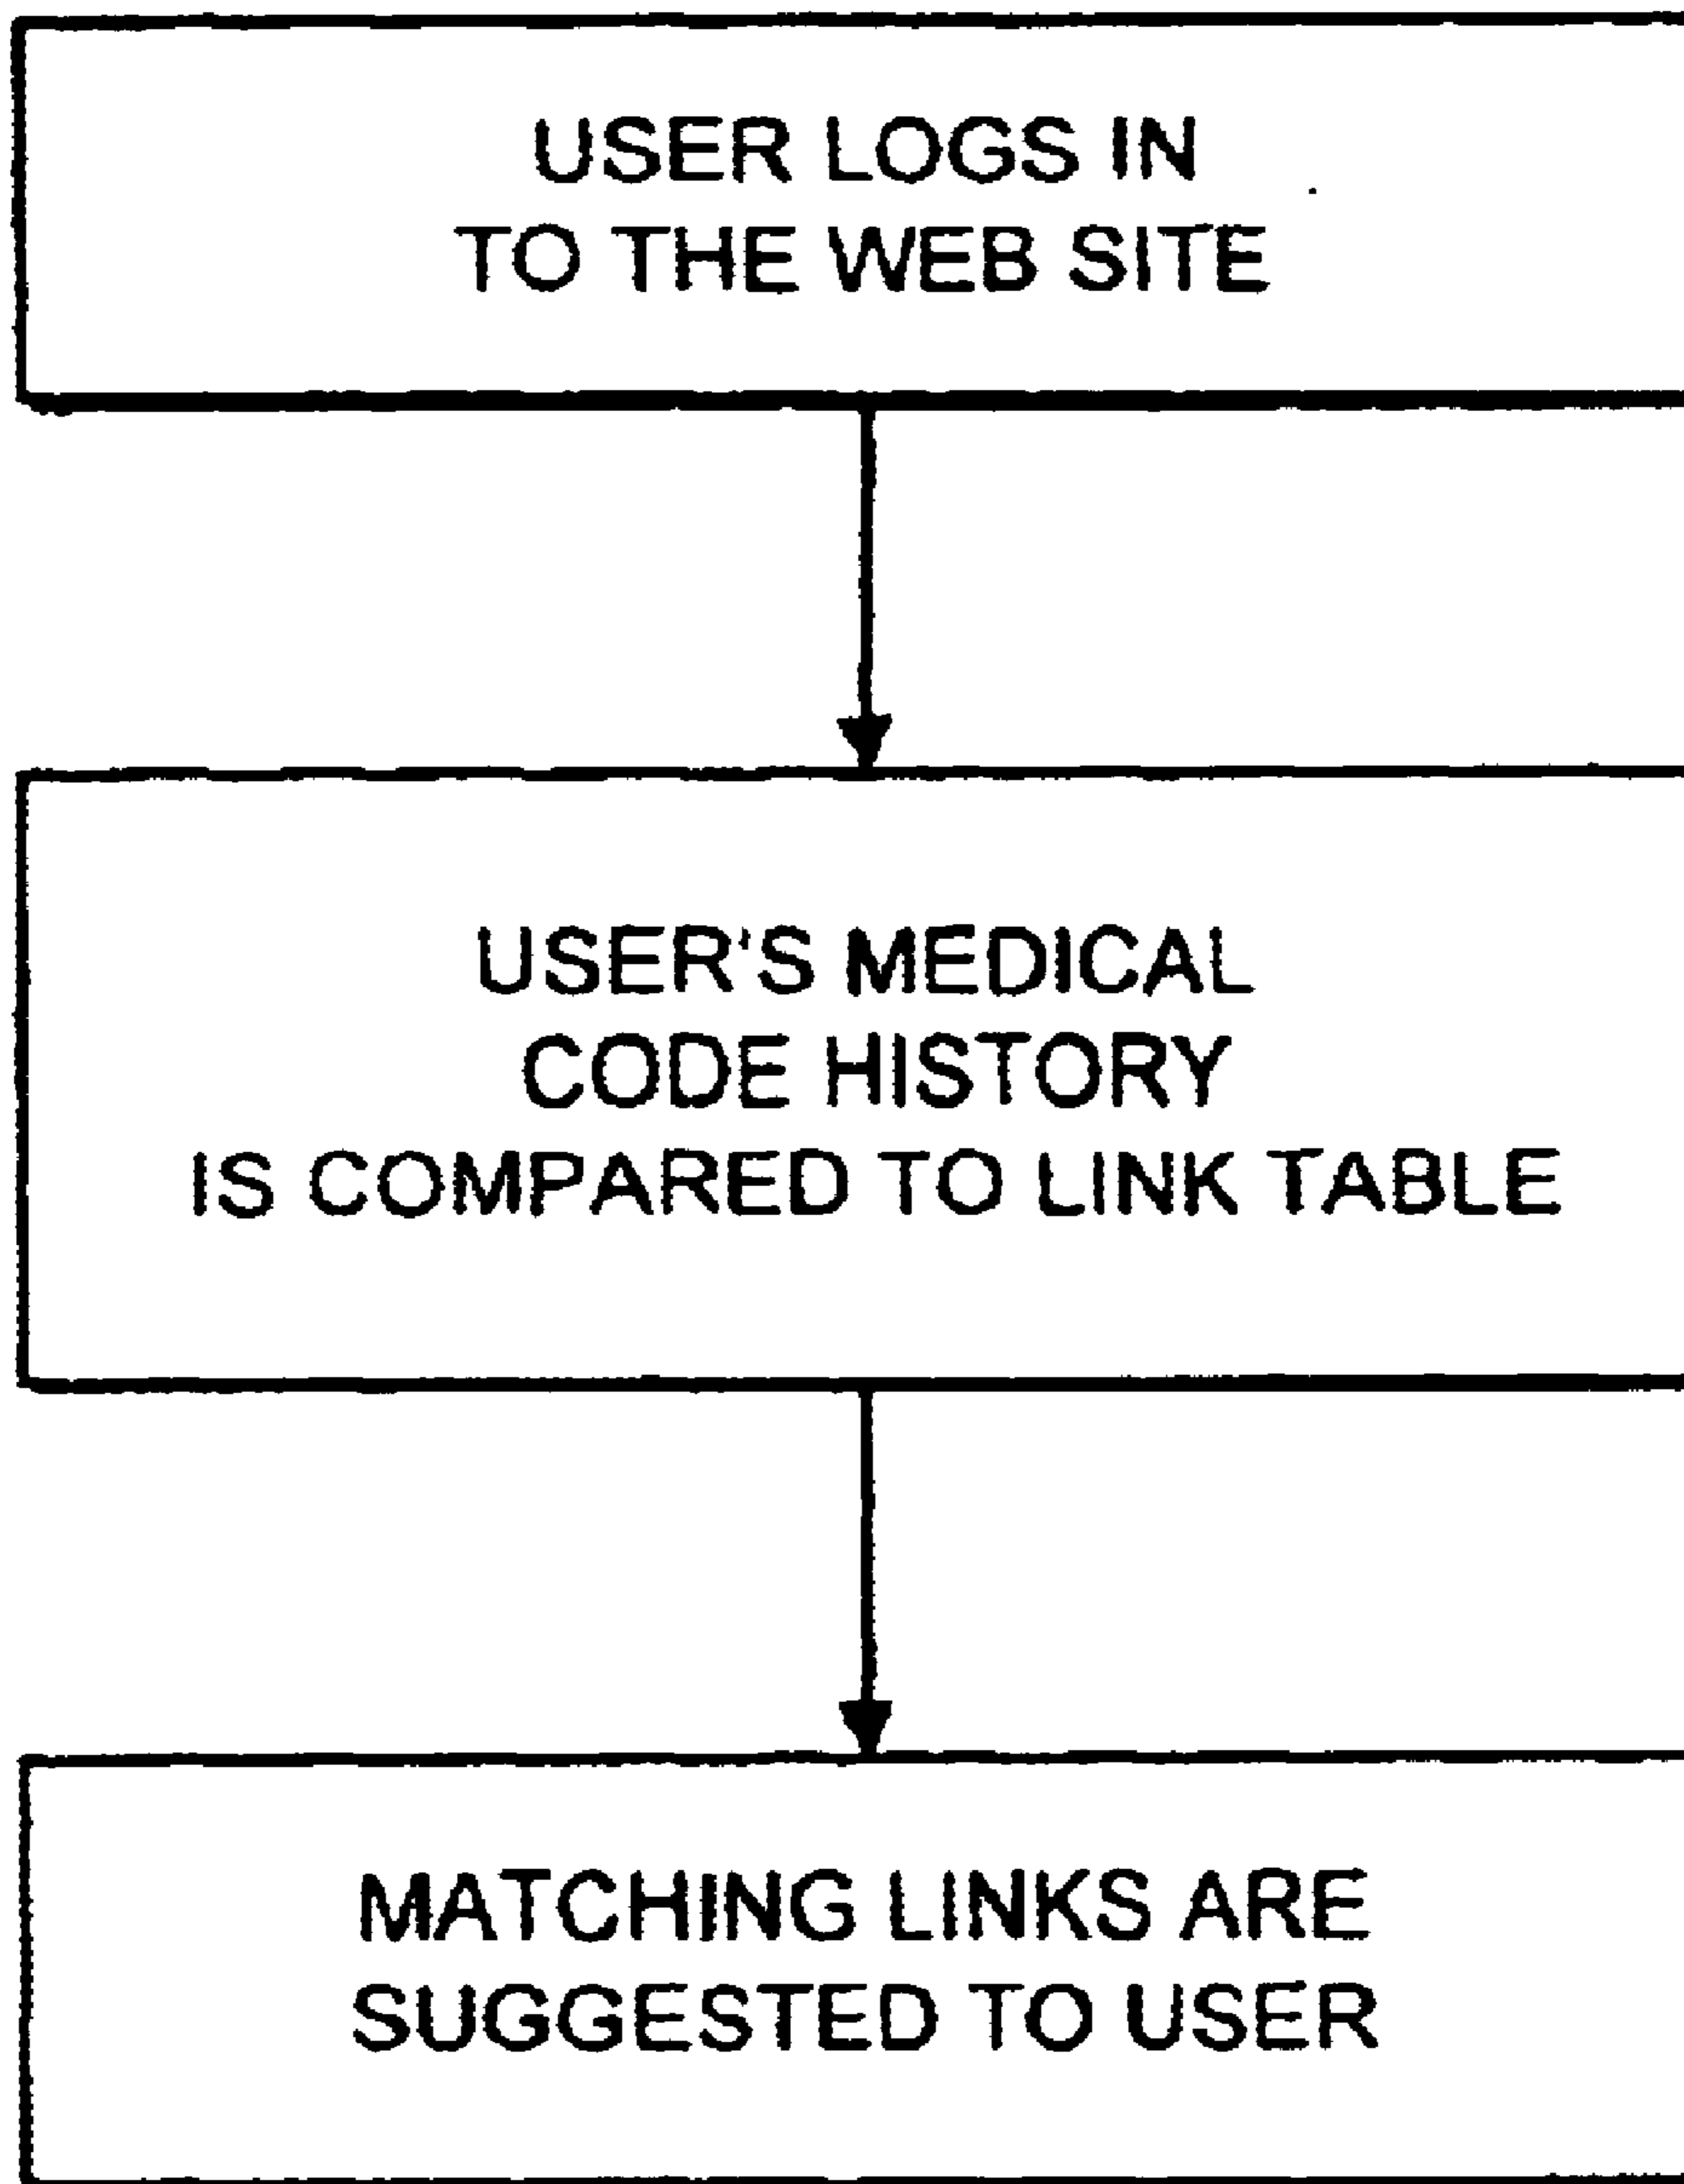 USER LOGS IN
TO THE WEB SITE
USER'S MEDICAL
CODE HISTORY
IS COMPARED TO LINK TABLE
MATCHING LINKS ARE
SUGGESTED TO USER